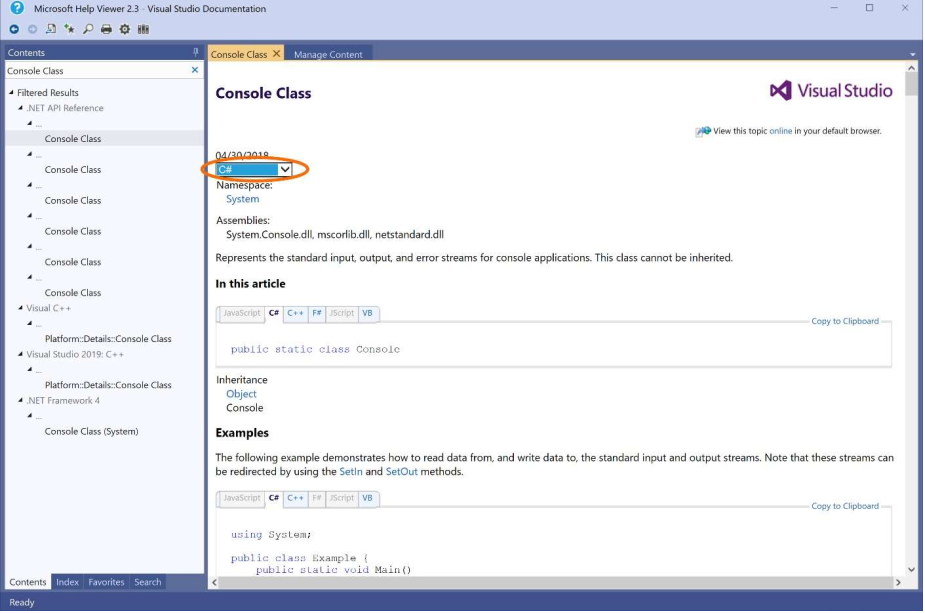 Microsoft Help Viewer 2.3 - Visual Studio Documentation
Contents
Console Class
Filtered Results
.NET API Reference
...
Console Class
...
Console Class
...
Console Class
...
Console Class
...
Console Class
...
Console Class
Visual C++
...
Platform::Details::Console Class
Visual Studio 2019: C++
...
Platform::Details::Console Class
.NET Framework 4
...
Console Class (System)
Contents Index Favorites Search
Console Class Manage Content
Console Class
Visual Studio
View this topic online in your default browser.
04/30/2018
C#
Namespace:
System
Assemblies:
System.Console.dll, mscorlib.dll, netstandard.dll
Represents the standard input, output, and error streams for console applications. This class cannot be inherited.
In this article
JavaScript C# C++ F# JScript VB
Copy to Clipboard
public static class Console
Inheritance
Object
Console
Examples
The following example demonstrates how to read data from, and write data to, the standard input and output streams. Note that these streams can
be redirected by using the SetIn and SetOut methods.
JavaScript C# C++ F# JScript VB
Copy to Clipboard
using System;
public class Example {
public static void Main()
Ready